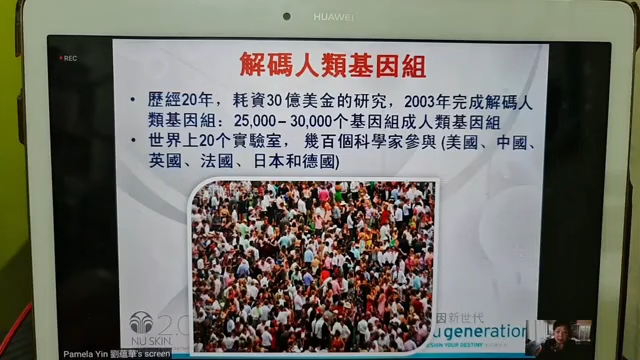 HUAWEI
REC
解碼人類基因組
• 歷經20年，耗資30億美金的研究，2003年完成解碼人
類基因組：25,000 – 30,000个基因組成人類基因組
• 世界上20个實驗室， 幾百個科學家參與 (美國、中國、
英國、法國、日本和德國)
因新世代
NU SKIN
2.0
generation
DESIGN YOUR DESTINY
Pamela Yin 劉蘊華's screen